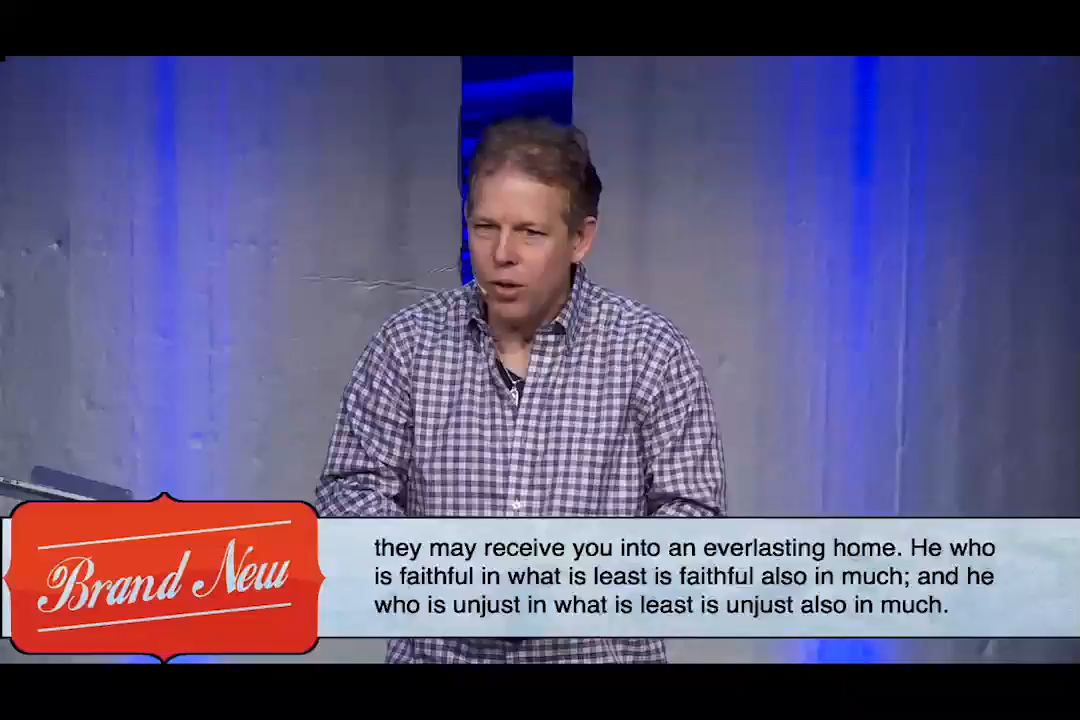 Brand New
they may receive you into an everlasting home. He who
is faithful in what is least is faithful also in much; and he
who is unjust in what is least is unjust also in much.